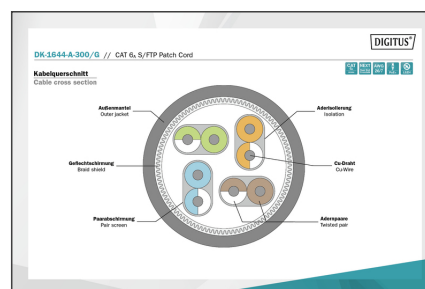 DIGITUS®
DK-1644-A-300/G // CAT 6A S/FTP Patch Cord
Kabelquerschnitt
Cable cross section
Außenmantel
Outer jacket
Aderisolierung
Isolation
Geflechtschirmung
Braid shield
Cu-Draht
Cu-Wire
Paarabschirmung
Pair screen
Aderpaare
Twisted pair